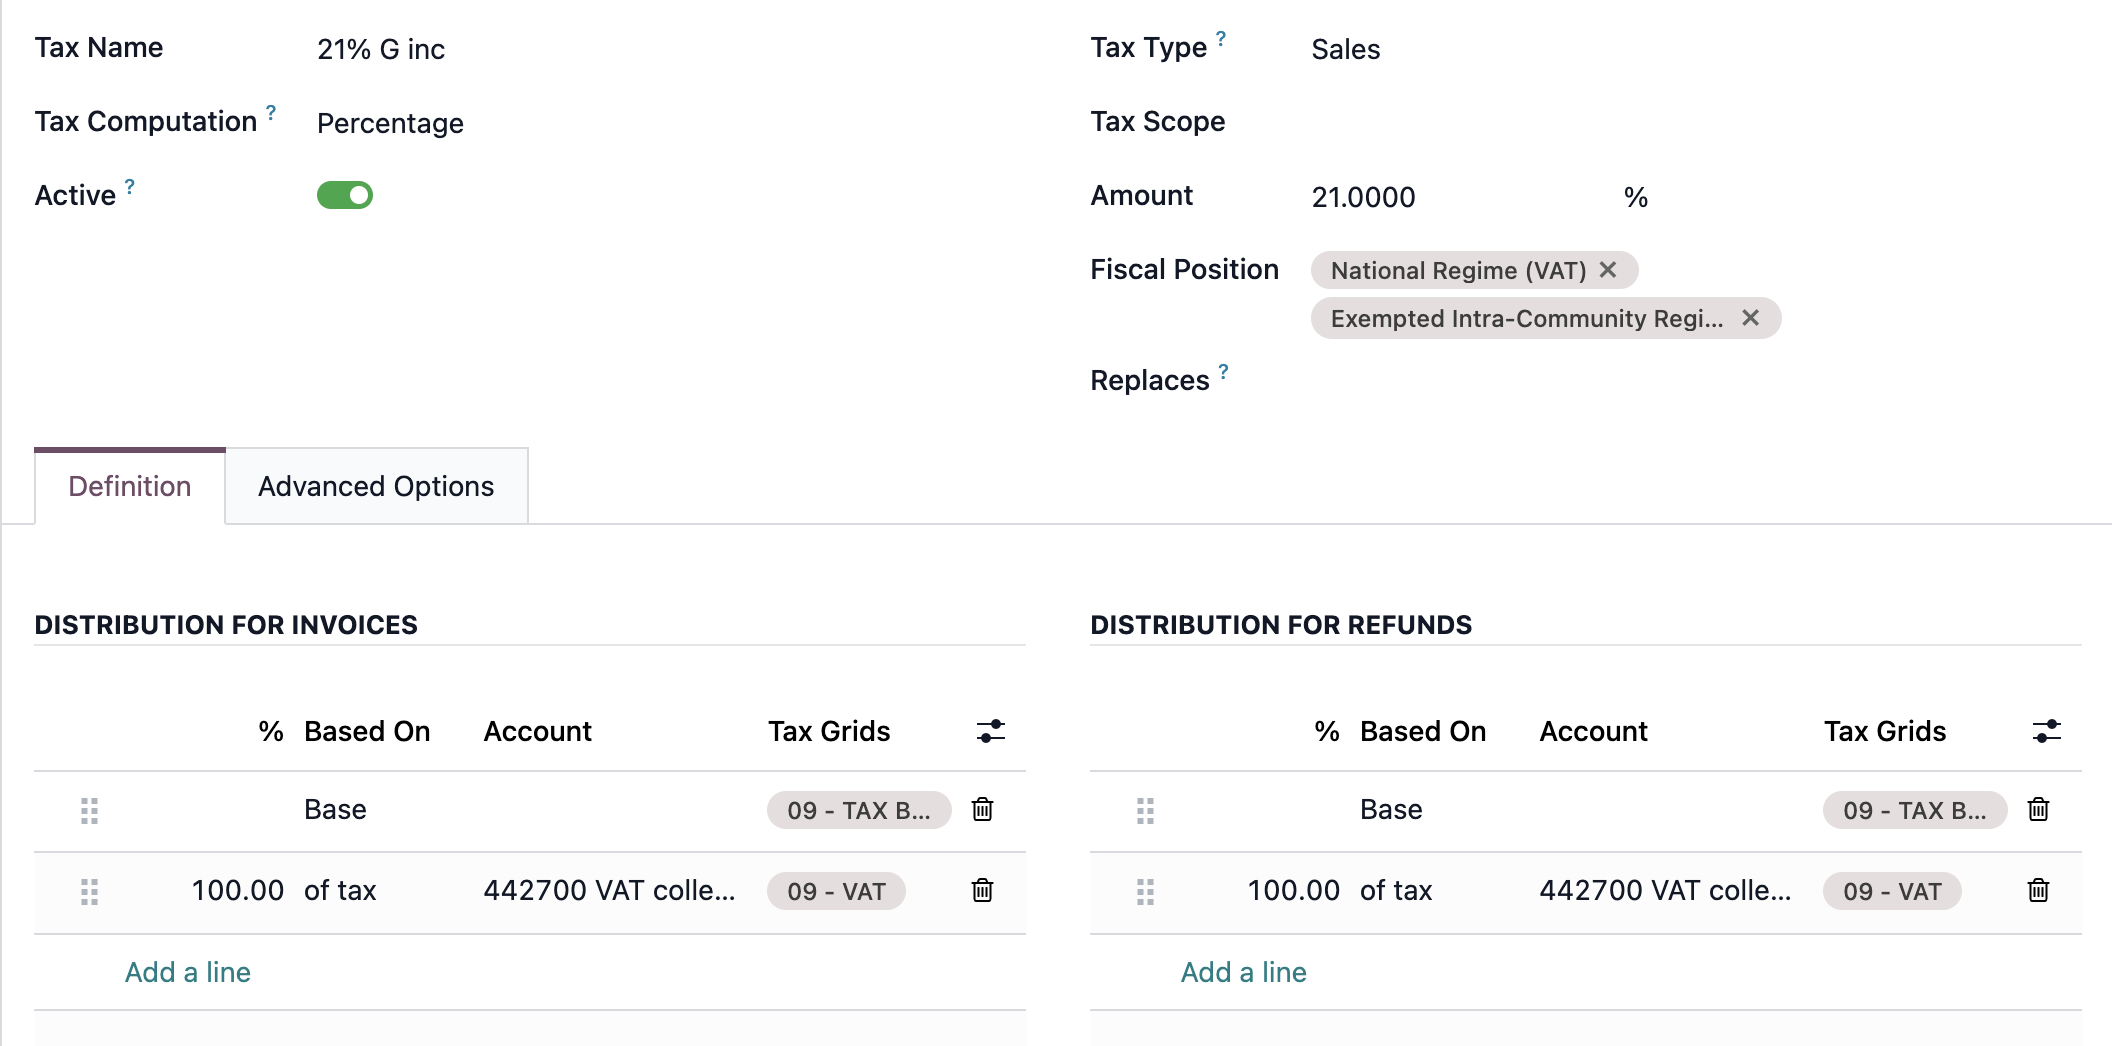 Tax Name 21% G inc
Tax Computation ? Percentage
Active ?
Tax Type ? Sales
Tax Scope
Amount 21.0000 %
Fiscal Position National Regime (VAT) ✕
Exempted Intra-Community Regi... ✕
Replaces ?
Definition Advanced Options
DISTRIBUTION FOR INVOICES
% Based On Account Tax Grids
Base 09 - TAX B...
100.00 of tax 442700 VAT colle... 09 - VAT
Add a line
DISTRIBUTION FOR REFUNDS
% Based On Account Tax Grids
Base 09 - TAX B...
100.00 of tax 442700 VAT colle... 09 - VAT
Add a line